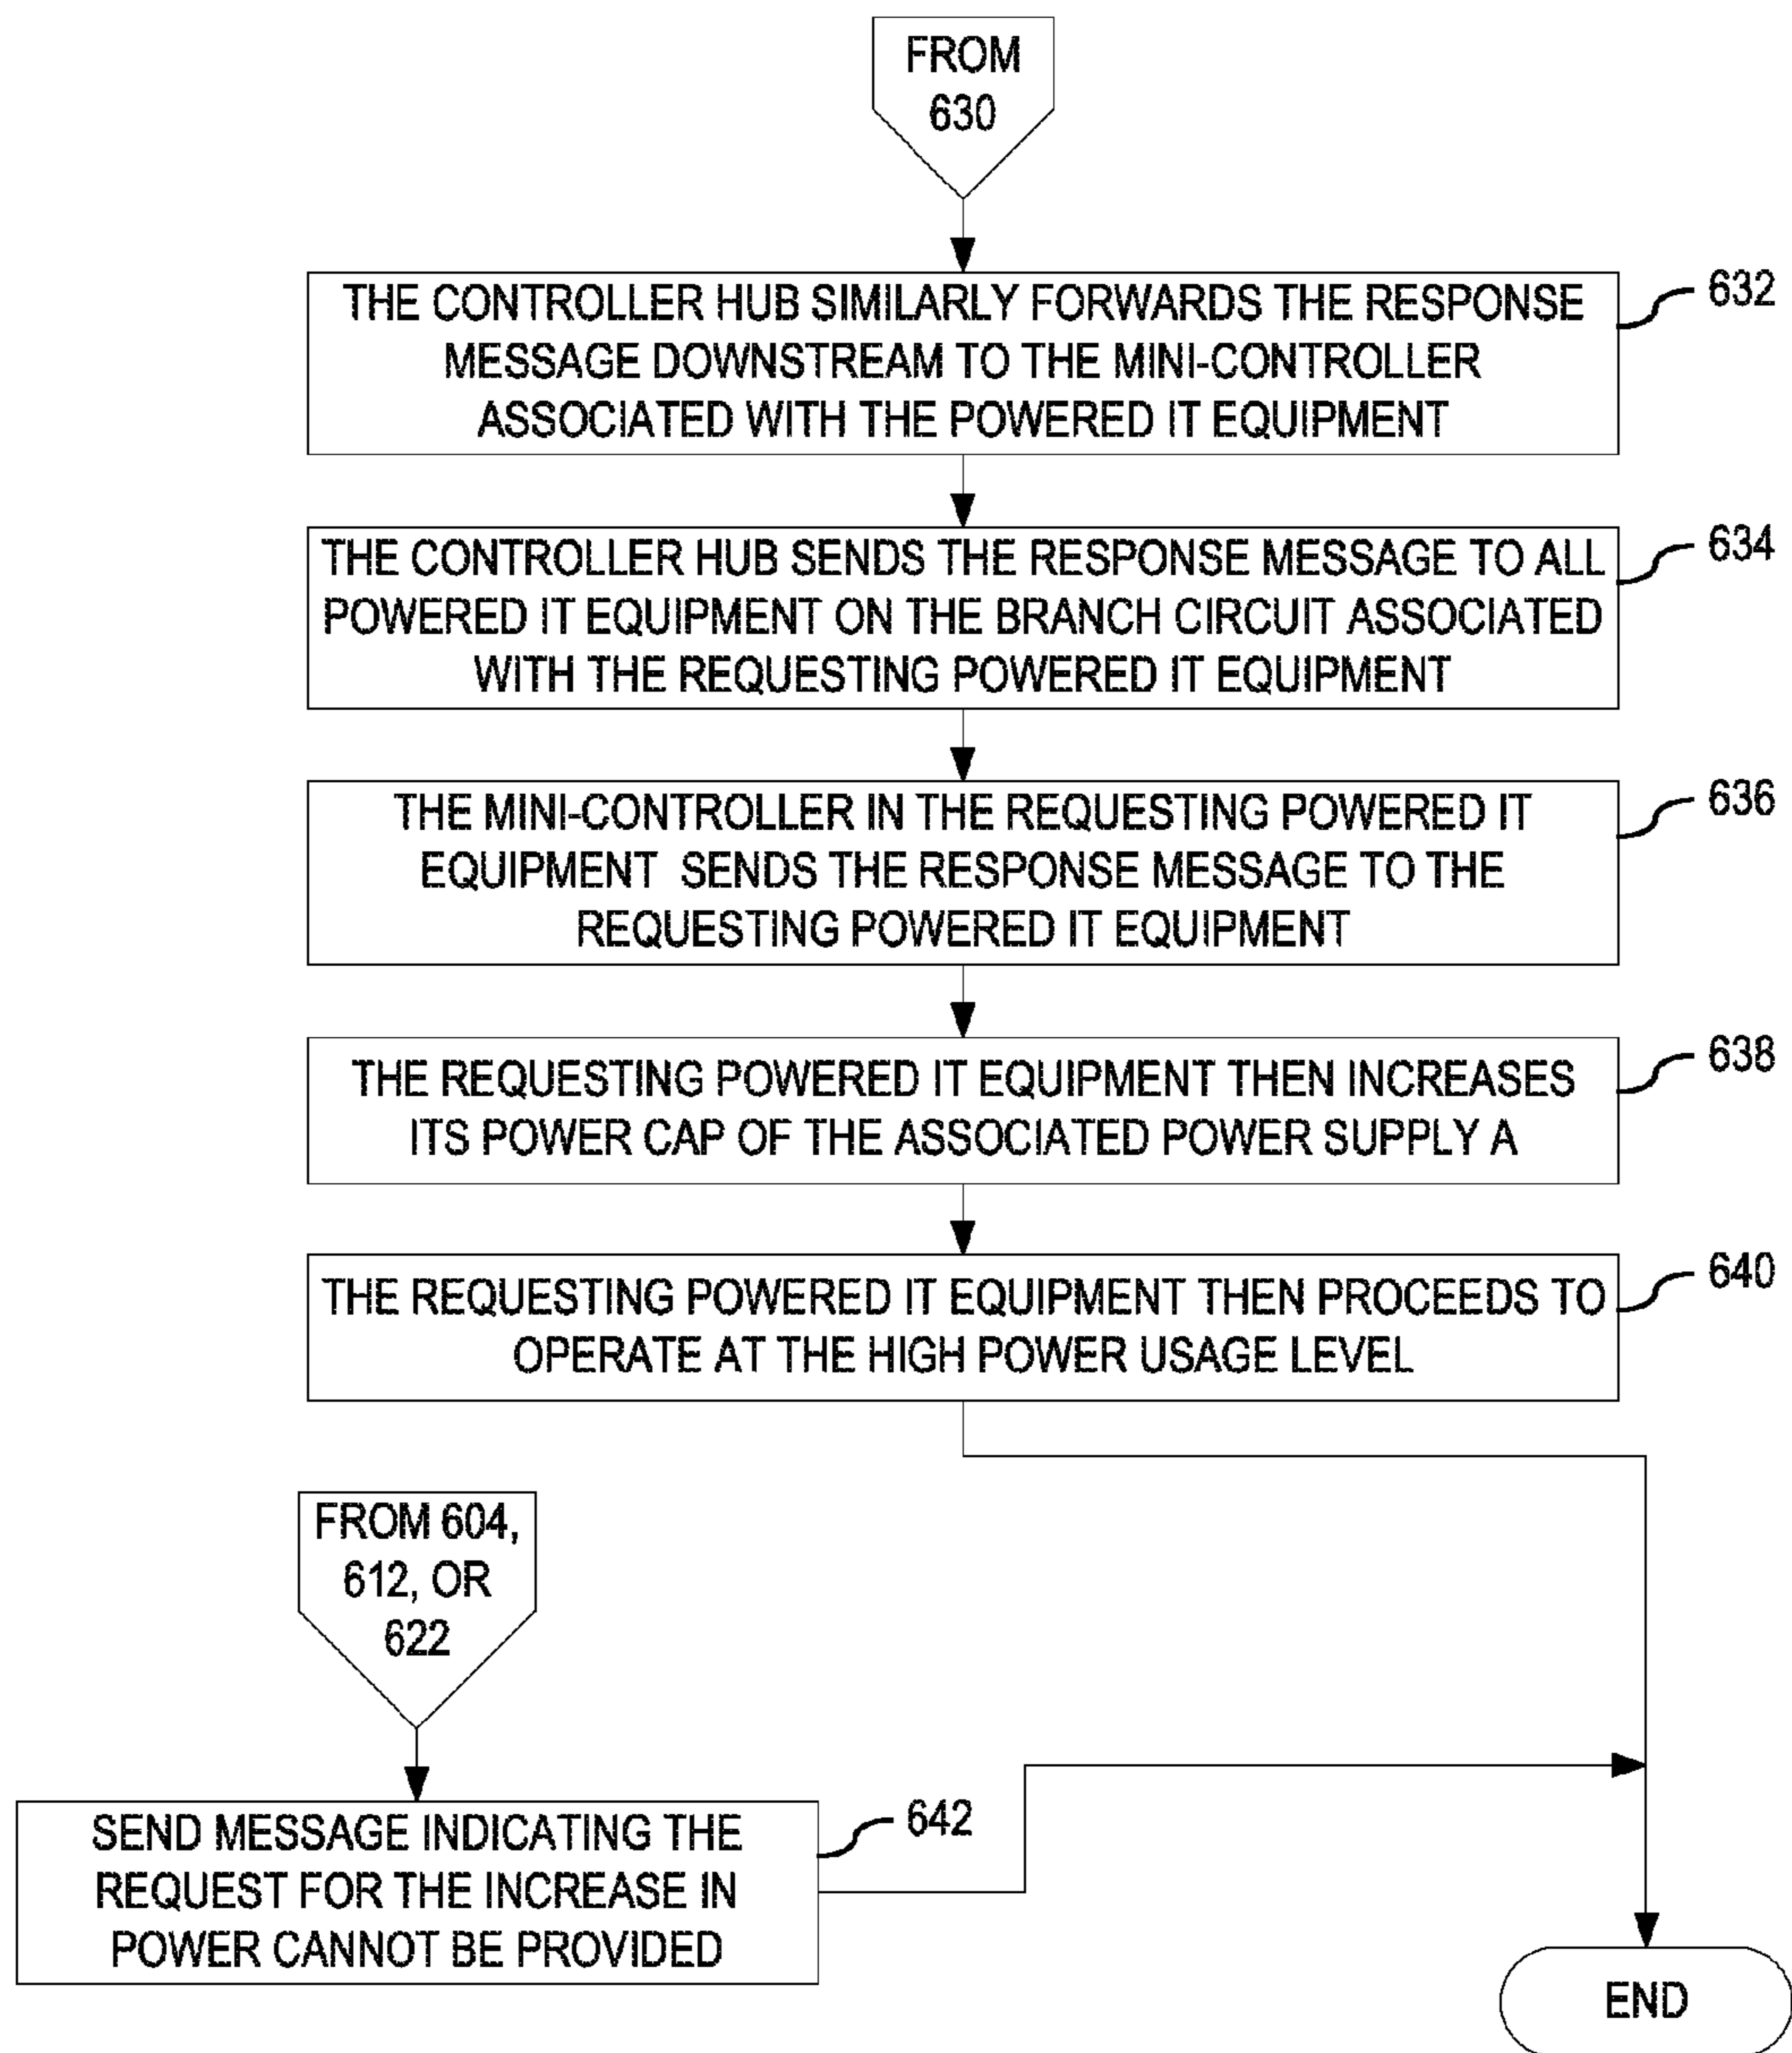 FROM
630
THE CONTROLLER HUB SIMILARLY FORWARDS THE RESPONSE
MESSAGE DOWNSTREAM TO THE MINI-CONTROLLER
ASSOCIATED WITH THE POWERED IT EQUIPMENT
632
THE CONTROLLER HUB SENDS THE RESPONSE MESSAGE TO ALL
POWERED IT EQUIPMENT ON THE BRANCH CIRCUIT ASSOCIATED
WITH THE REQUESTING POWERED IT EQUIPMENT
634
THE MINI-CONTROLLER IN THE REQUESTING POWERED IT
EQUIPMENT SENDS THE RESPONSE MESSAGE TO THE
REQUESTING POWERED IT EQUIPMENT
636
THE REQUESTING POWERED IT EQUIPMENT THEN INCREASES
ITS POWER CAP OF THE ASSOCIATED POWER SUPPLY A
638
THE REQUESTING POWERED IT EQUIPMENT THEN PROCEEDS TO
OPERATE AT THE HIGH POWER USAGE LEVEL
640
FROM 604,
612, OR
622
SEND MESSAGE INDICATING THE
REQUEST FOR THE INCREASE IN
POWER CANNOT BE PROVIDED
642
END